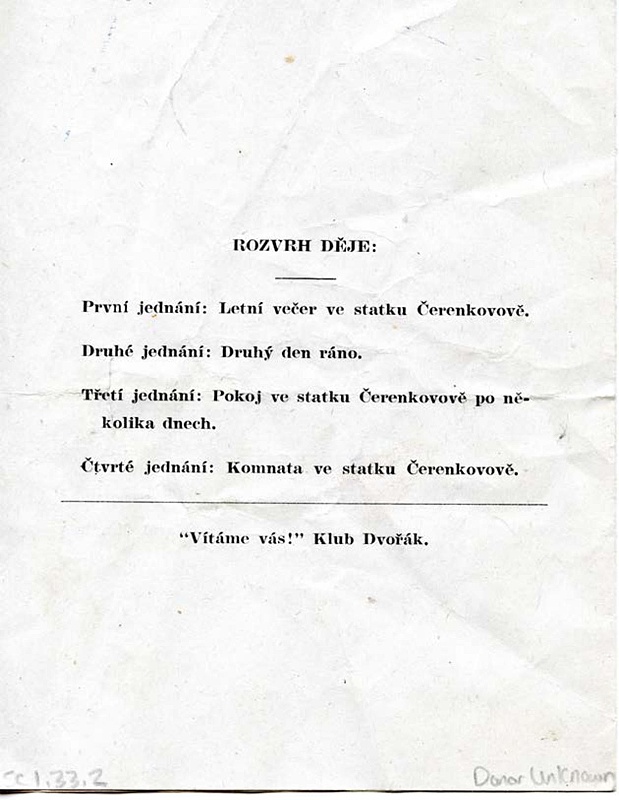 ROZVRH DĚJE:
První jednání: Letní večer ve statku Čerenkovově.
Druhé jednání: Druhý den ráno.
Třetí jednání: Pokoj ve statku Čerenkovově po ně-
kolika dnech.
Čtvrté jednání: Komnata ve statku Čerenkovově.
"Vítáme vás!" Klub Dvořák.
1.33.2
Donor Unknown